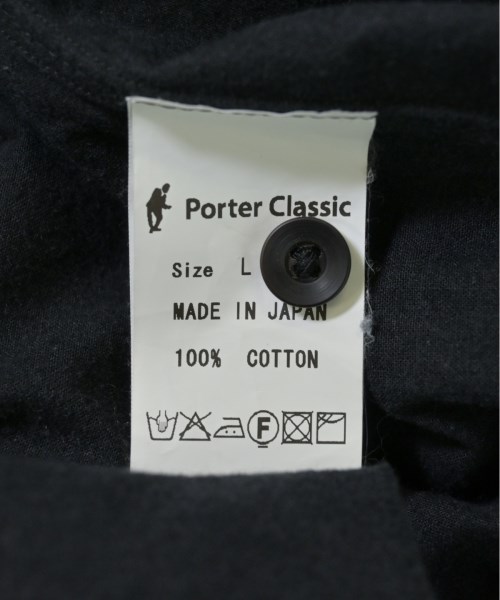 Porter Classic
Size L
MADE IN JAPAN
100% COTTON
F